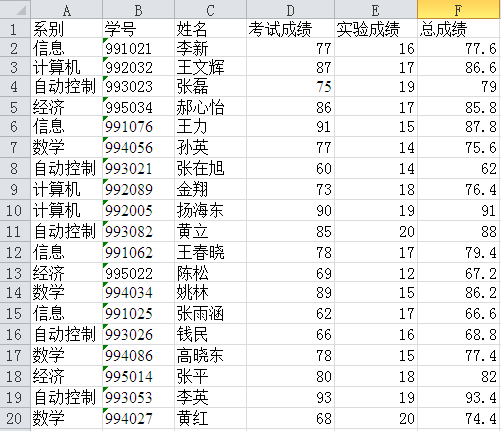 A B C D E F
1 系别 学号 姓名 考试成绩 实验成绩 总成绩
2 信息 991021 李新 77 16 77.6
3 计算机 992032 王文辉 87 17 86.6
4 自动控制 993023 张磊 75 19 79
5 经济 995034 郝心怡 86 17 85.8
6 信息 991076 王力 91 15 87.8
7 数学 994056 孙英 77 14 75.6
8 自动控制 993021 张在旭 60 14 62
9 计算机 992089 金翔 73 18 76.4
10 计算机 992005 扬海东 90 19 91
11 自动控制 993082 黄立 85 20 88
12 信息 991062 王春晓 78 17 79.4
13 经济 995022 陈松 69 12 67.2
14 数学 994034 姚林 89 15 86.2
15 信息 991025 张雨涵 62 17 66.6
16 自动控制 993026 钱民 66 16 68.8
17 数学 994086 高晓东 78 15 77.4
18 经济 995014 张平 80 18 82
19 自动控制 993053 李英 93 19 93.4
20 数学 994027 黄红 68 20 74.4